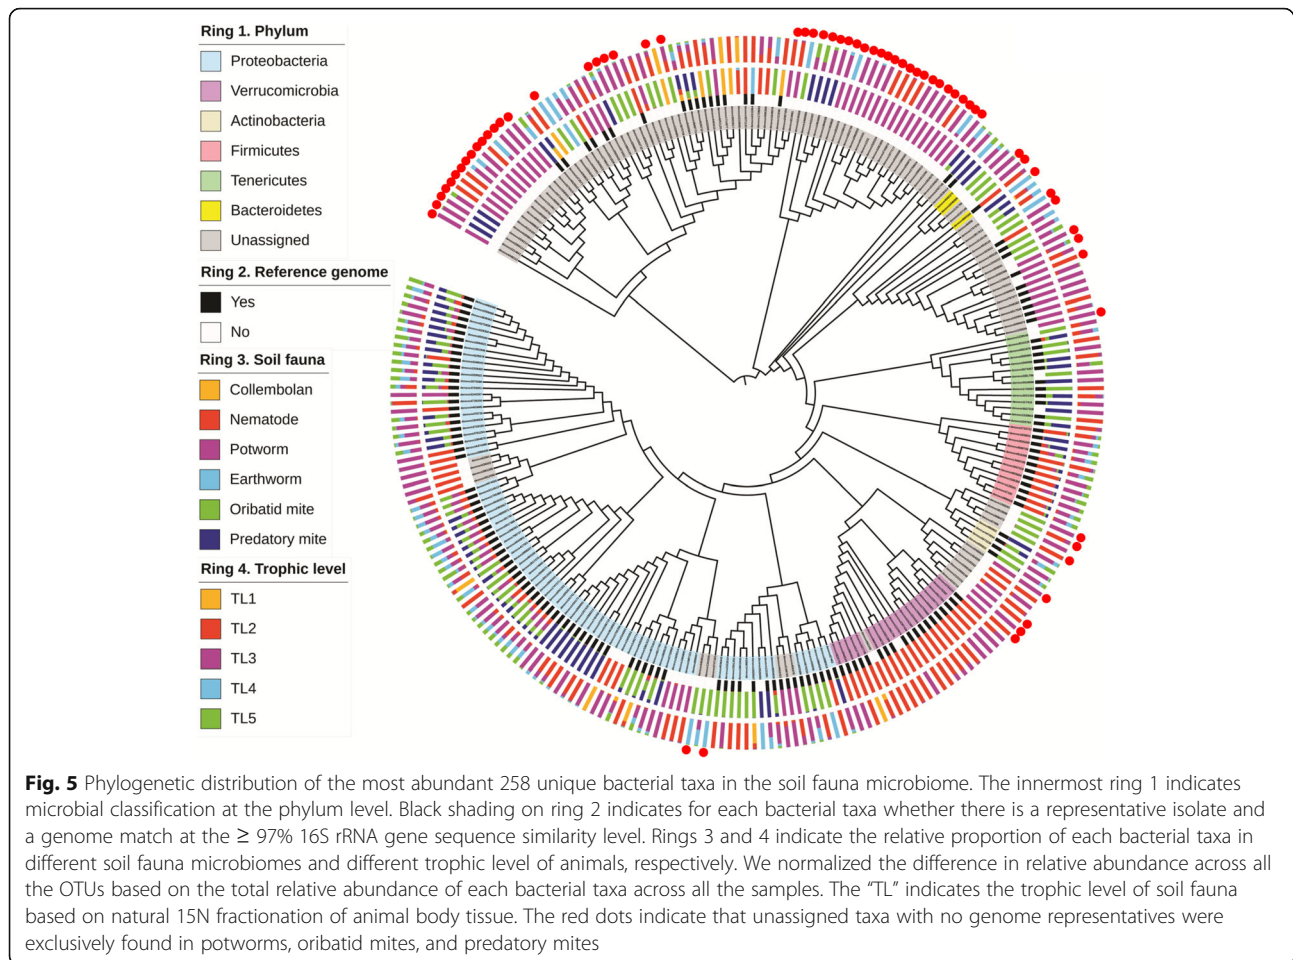 Ring 1. Phylum
Proteobacteria
Verrucomicrobia
Actinobacteria
Firmicutes
Tenericutes
Bacteroidetes
Unassigned
Ring 2. Reference genome
Yes
No
Ring 3. Soil fauna
Collembolan
Nematode
Potworm
Earthworm
Oribatid mite
Predatory mite
Ring 4. Trophic level
TL1
TL2
TL3
TL4
TL5
Fig. 5 Phylogenetic distribution of the most abundant 258 unique bacterial taxa in the soil fauna microbiome. The innermost ring 1 indicates
microbial classification at the phylum level. Black shading on ring 2 indicates for each bacterial taxa whether there is a representative isolate and
a genome match at the ≥ 97% 16S rRNA gene sequence similarity level. Rings 3 and 4 indicate the relative proportion of each bacterial taxa in
different soil fauna microbiomes and different trophic level of animals, respectively. We normalized the difference in relative abundance across all
the OTUs based on the total relative abundance of each bacterial taxa across all the samples. The “TL” indicates the trophic level of soil fauna
based on natural 15N fractionation of animal body tissue. The red dots indicate that unassigned taxa with no genome representatives were
exclusively found in potworms, oribatid mites, and predatory mites